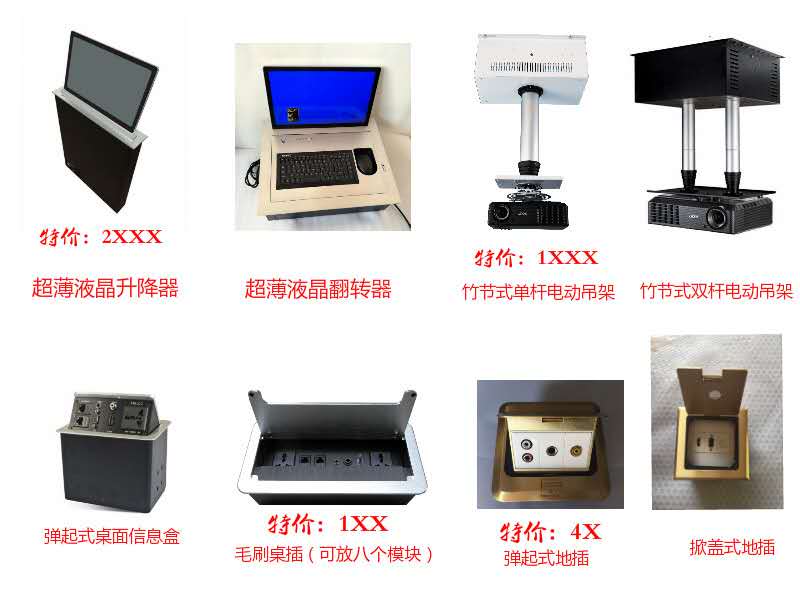 特价：2XXX
特价：1XXX
超薄液晶升降器
超薄液晶翻转器
竹节式单杆电动吊架
竹节式双杆电动吊架
特价：1XX
特价：4X
弹起式桌面信息盒
毛刷桌插（可放八个模块）
弹起式地插
掀盖式地插